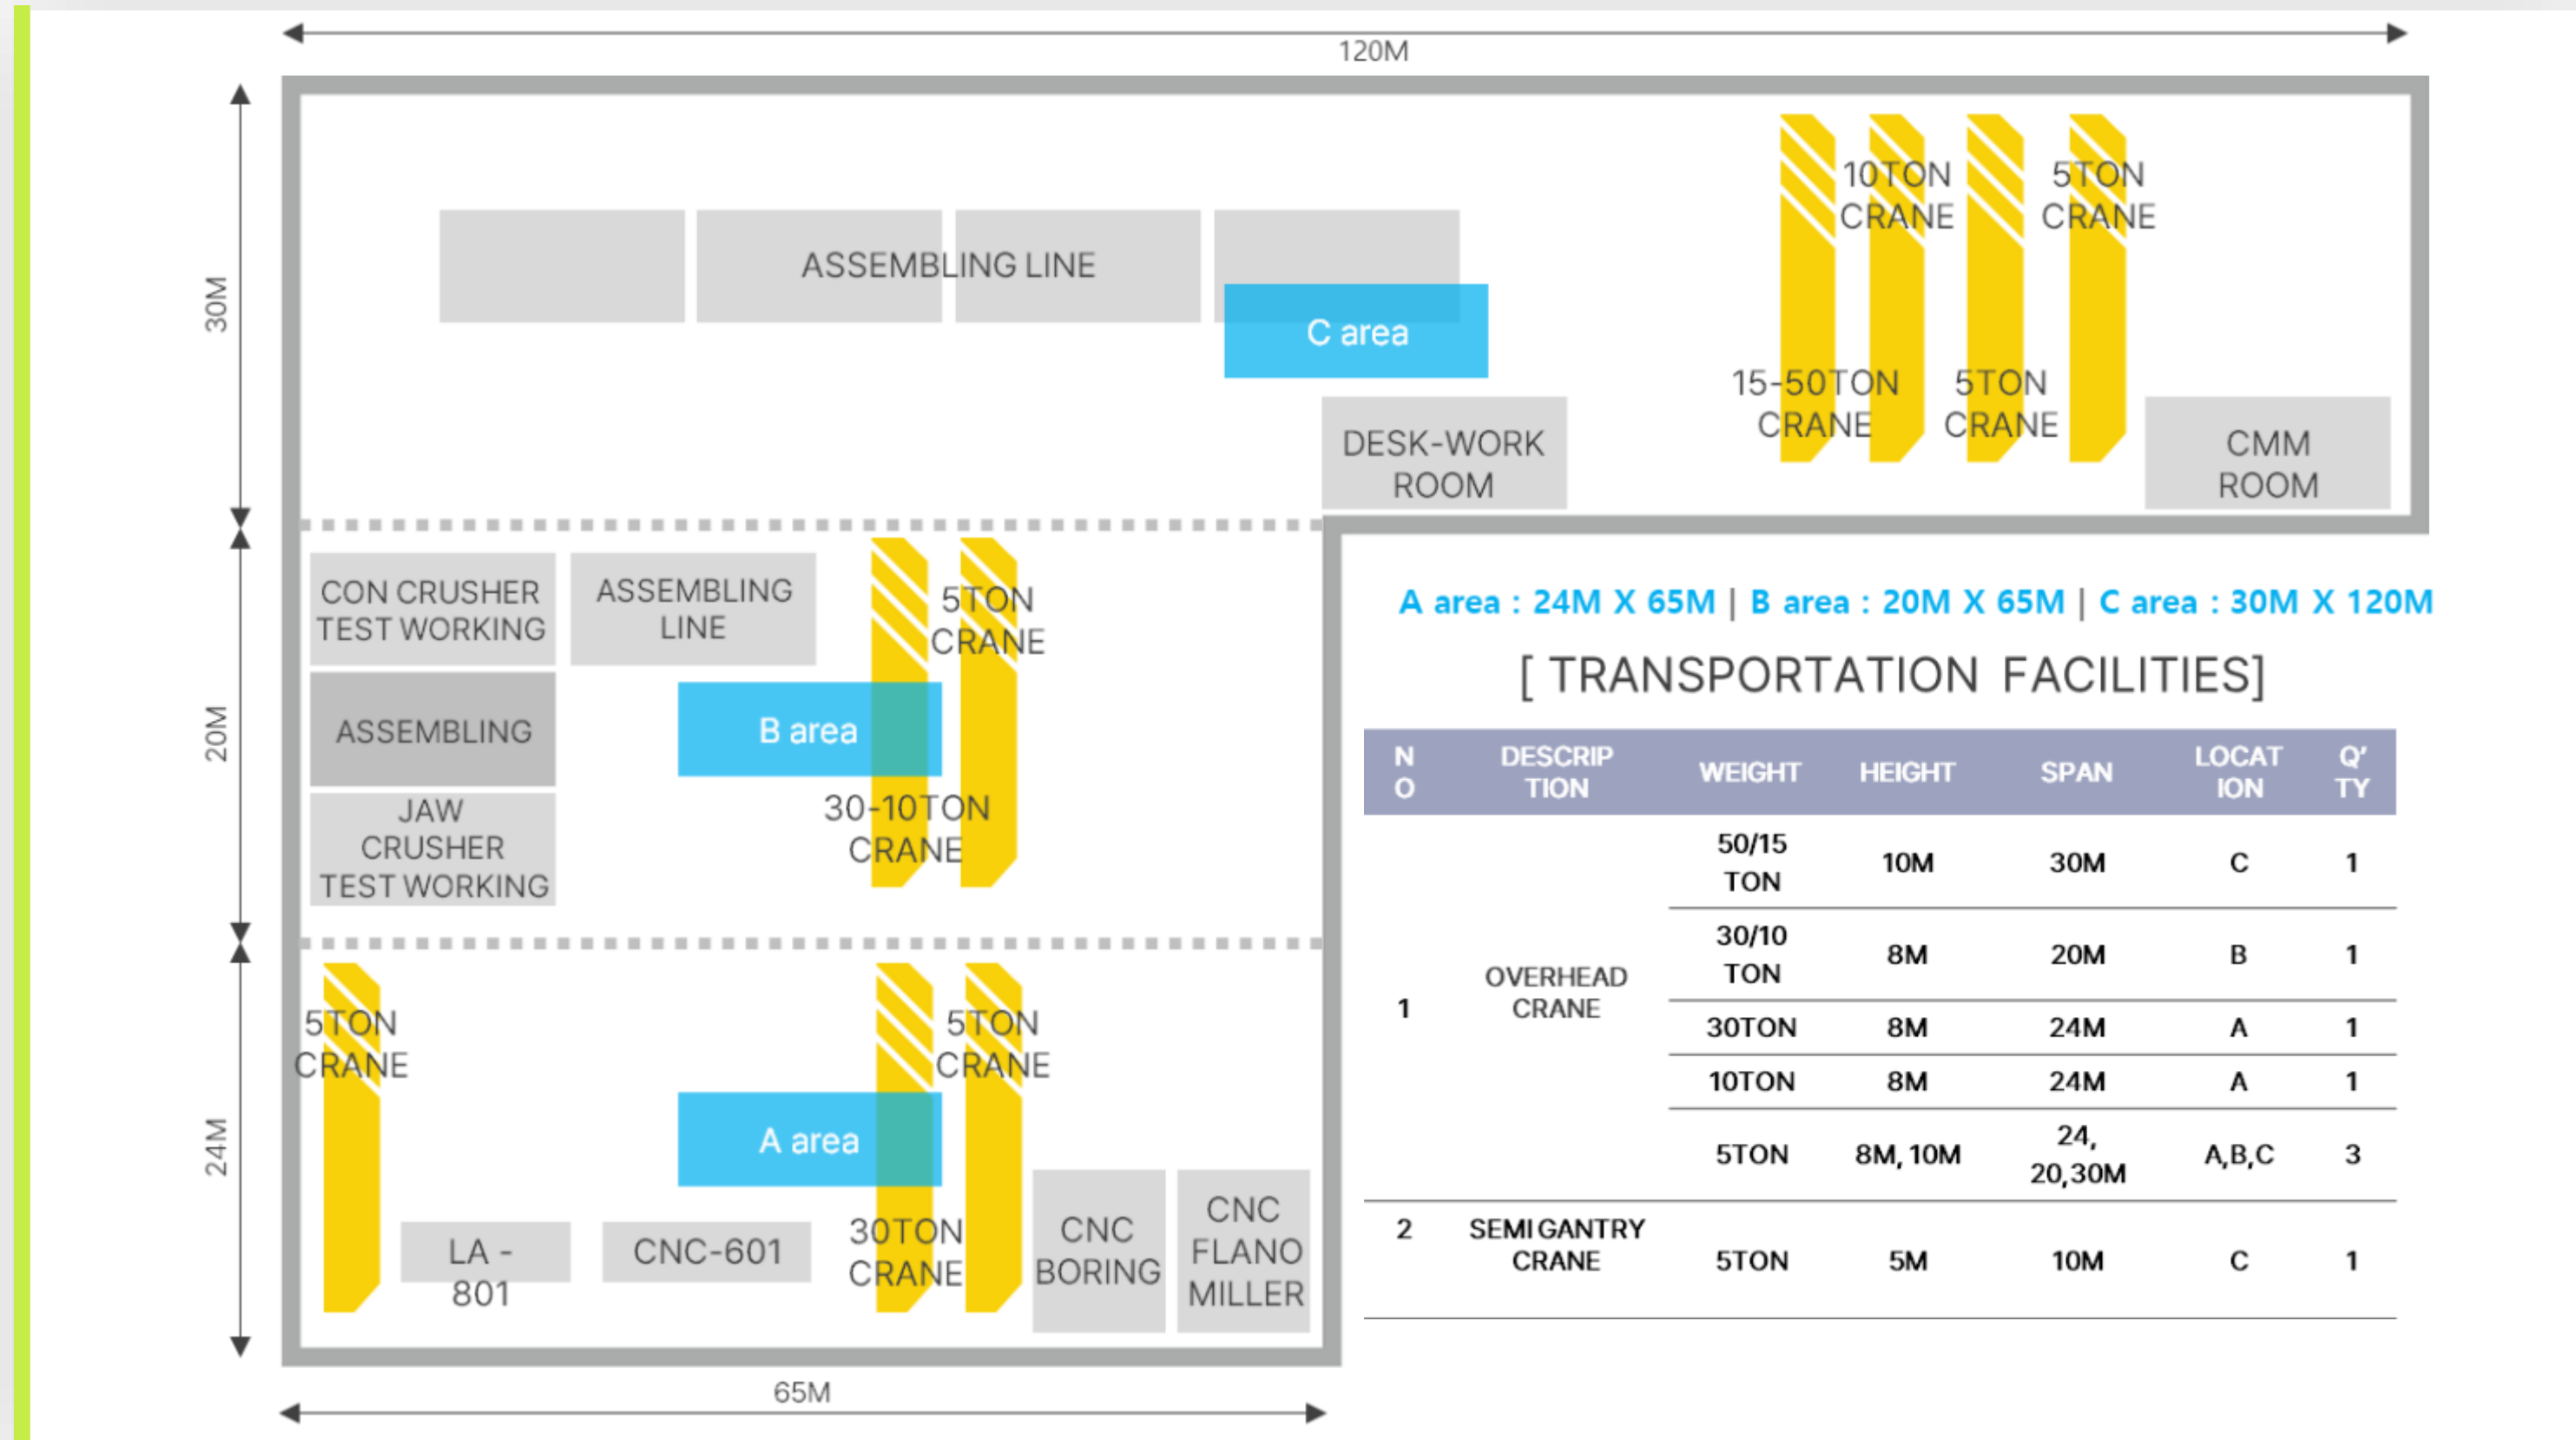 120M
30M
10TON
CRANE
5TON
CRANE
ASSEMBLING LINE
C area
15-50TON
CRANE
5TON
CRANE
DESK-WORK
ROOM
CMM
ROOM
20M
CON CRUSHER
TEST WORKING
ASSEMBLING
LINE
5TON
CRANE
ASSEMBLING
B area
30-10TON
CRANE
JAW
CRUSHER
TEST WORKING
24M
5TON
CRANE
5TON
CRANE
A area
LA -
801
CNC-601
30TON
CRANE
CNC
BORING
CNC
FLANO
MILLER
65M
A area : 24M X 65M | B area : 20M X 65M | C area : 30M X 120M
[ TRANSPORTATION FACILITIES]
N
O
DESCRIP
TION
WEIGHT
HEIGHT
SPAN
LOCAT
ION
Q'
TY
1
OVERHEAD
CRANE
50/15
TON
10M
30M
C
1
30/10
TON
8M
20M
B
1
30TON
8M
24M
A
1
10TON
8M
24M
A
1
5TON
8M, 10M
24,
20,30M
A,B,C
3
2
SEMI GANTRY
CRANE
5TON
5M
10M
C
1